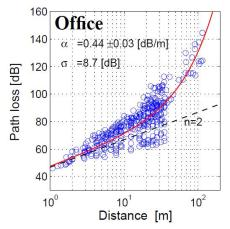 160
Office
140
α =0.44 ±0.03 [dB/m]
120
σ =8.7 [dB]
100
80
n=2
60
40
10⁰ 10¹ 10²
Path loss [dB]
Distance [m]